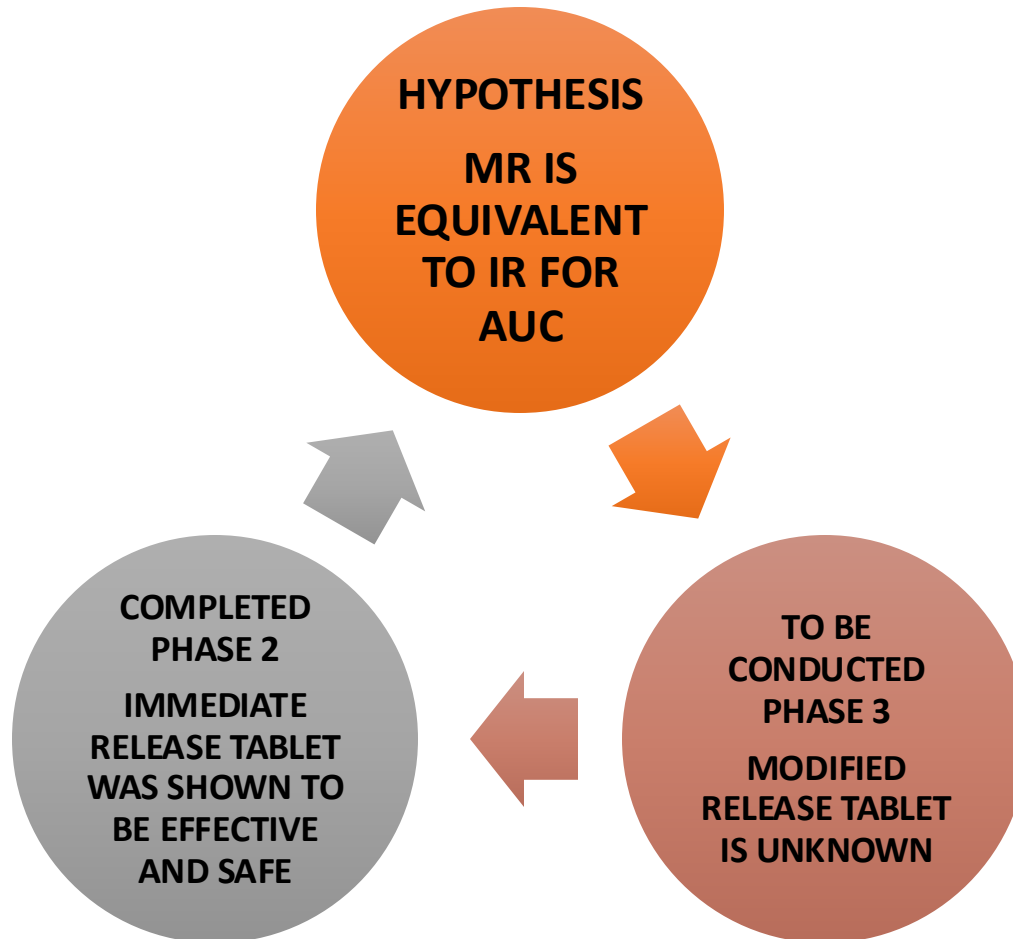 HYPOTHESIS
MR IS
EQUIVALENT
TO IR FOR
AUC
COMPLETED
PHASE 2
IMMEDIATE
RELEASE TABLET
WAS SHOWN TO
BE EFFECTIVE
AND SAFE
TO BE
CONDUCTED
PHASE 3
MODIFIED
RELEASE TABLET
IS UNKNOWN